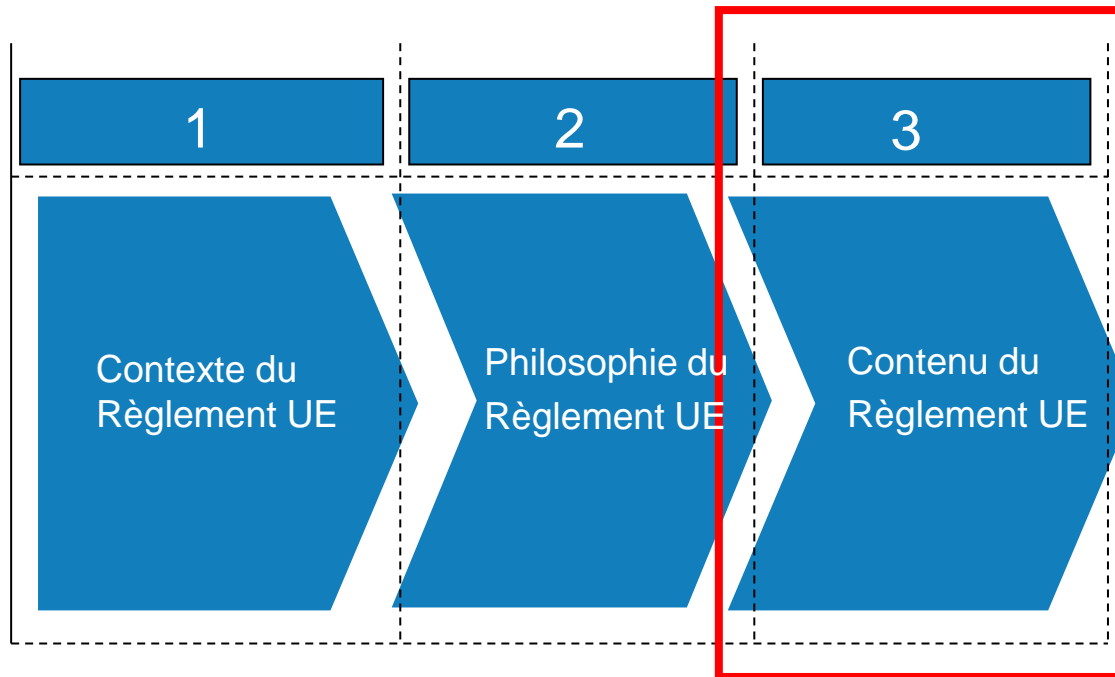 1
2
3
Contexte du
Règlement UE
Philosophie du
Règlement UE
Contenu du
Règlement UE